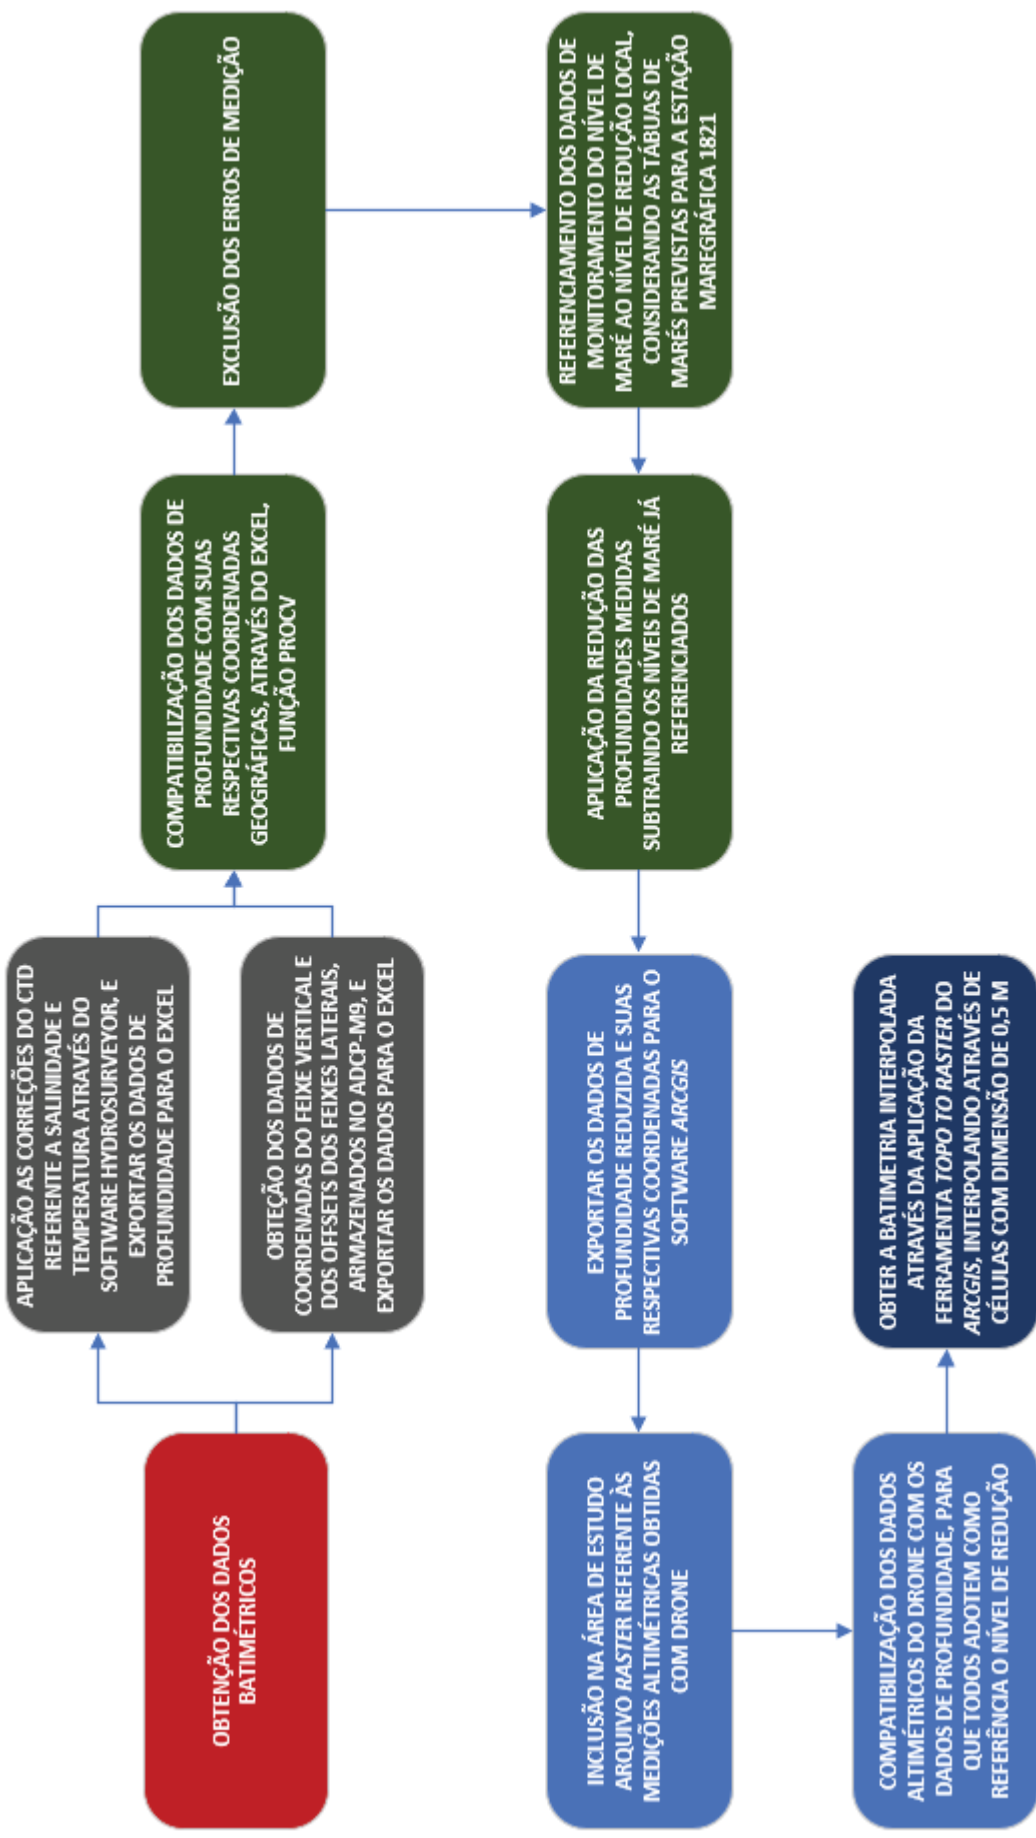 OBTENÇÃO DOS DADOS
BATIMÉTRICOS
APLICAÇÃO AS CORREÇÕES DO CTD
REFERENTE A SALINIDADE E
TEMPERATURA ATRAVÉS DO
SOFTWARE HYDROSURVEYOR, E
EXPORTAR OS DADOS DE
PROFUNDIDADE PARA O EXCEL
OBTEÇÃO DOS DADOS DE
COORDENADAS DO FEIXE VERTICAL E
DOS OFFSETS DOS FEIXES LATERAIS,
ARMAZENADOS NO ADCP-M9, E
EXPORTAR OS DADOS PARA O EXCEL
COMPATIBILIZAÇÃO DOS DADOS DE
PROFUNDIDADE COM SUAS
RESPECTIVAS COORDENADAS
GEOGRÁFICAS, ATRAVÉS DO EXCEL,
FUNÇÃO PROCV
EXCLUSÃO DOS ERROS DE MEDIÇÃO
REFERENCIAMENTO DOS DADOS DE
MONITORAMENTO DO NÍVEL DE
MARÉ AO NÍVEL DE REDUÇÃO LOCAL,
CONSIDERANDO AS TÁBUAS DE
MARÉS PREVISTAS PARA A ESTAÇÃO
MAREGRÁFICA 1821
APLICAÇÃO DA REDUÇÃO DAS
PROFUNDIDADES MEDIDAS
SUBTRAINDO OS NÍVEIS DE MARÉ JÁ
REFERENCIADOS
EXPORTAR OS DADOS DE
PROFUNDIDADE REDUZIDA E SUAS
RESPECTIVAS COORDENADAS PARA O
SOFTWARE ARCGIS
INCLUSÃO NA ÁREA DE ESTUDO
ARQUIVO RASTER REFERENTE ÀS
MEDIÇÕES ALTIMÉTRICAS OBTIDAS
COM DRONE
COMPATIBILIZAÇÃO DOS DADOS
ALTIMÉTRICOS DO DRONE COM OS
DADOS DE PROFUNDIDADE, PARA
QUE TODOS ADOTEM COMO
REFERÊNCIA O NÍVEL DE REDUÇÃO
OBTER A BATIMETRIA INTERPOLADA
ATRAVÉS DA APLICAÇÃO DA
FERRAMENTA TOPO TO RASTER DO
ARCGIS, INTERPOLANDO ATRAVÉS DE
CÉLULAS COM DIMENSÃO DE 0,5 M